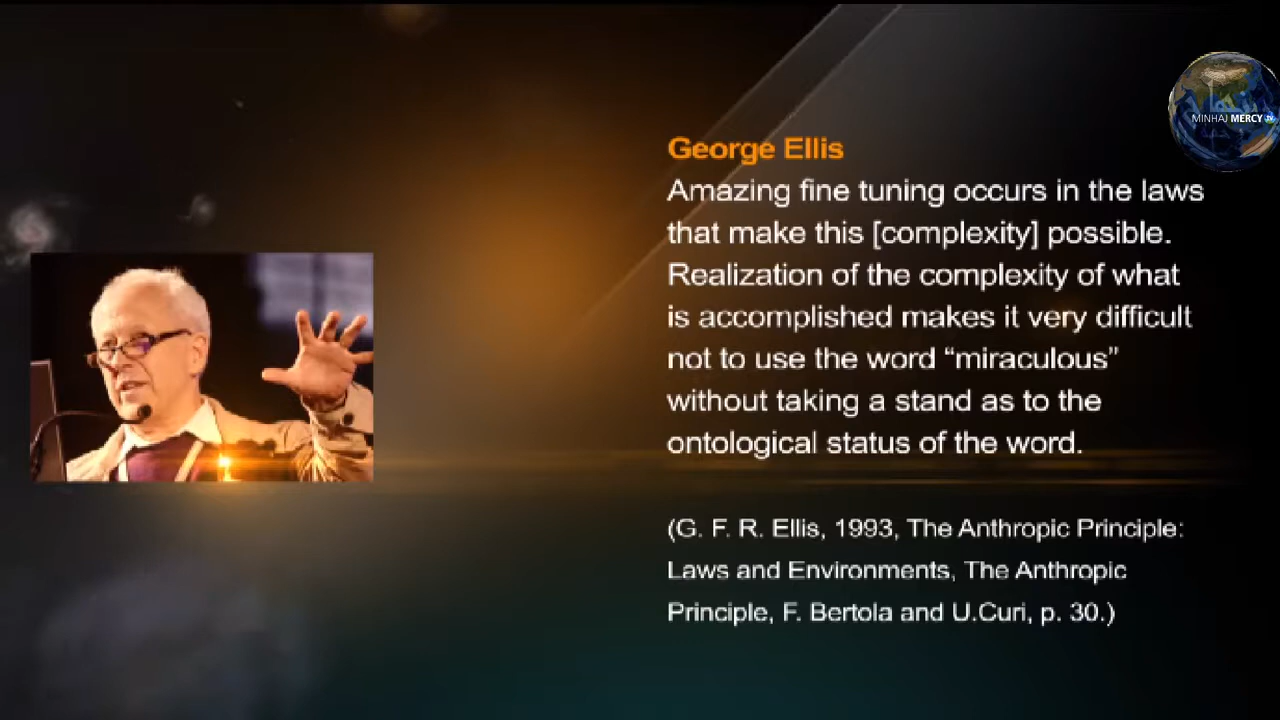 MINHAJ MERCY.tv
George Ellis
Amazing fine tuning occurs in the laws
that make this [complexity] possible.
Realization of the complexity of what
is accomplished makes it very difficult
not to use the word “miraculous”
without taking a stand as to the
ontological status of the word.
(G. F. R. Ellis, 1993, The Anthropic Principle:
Laws and Environments, The Anthropic
Principle, F. Bertola and U.Curi, p. 30.)